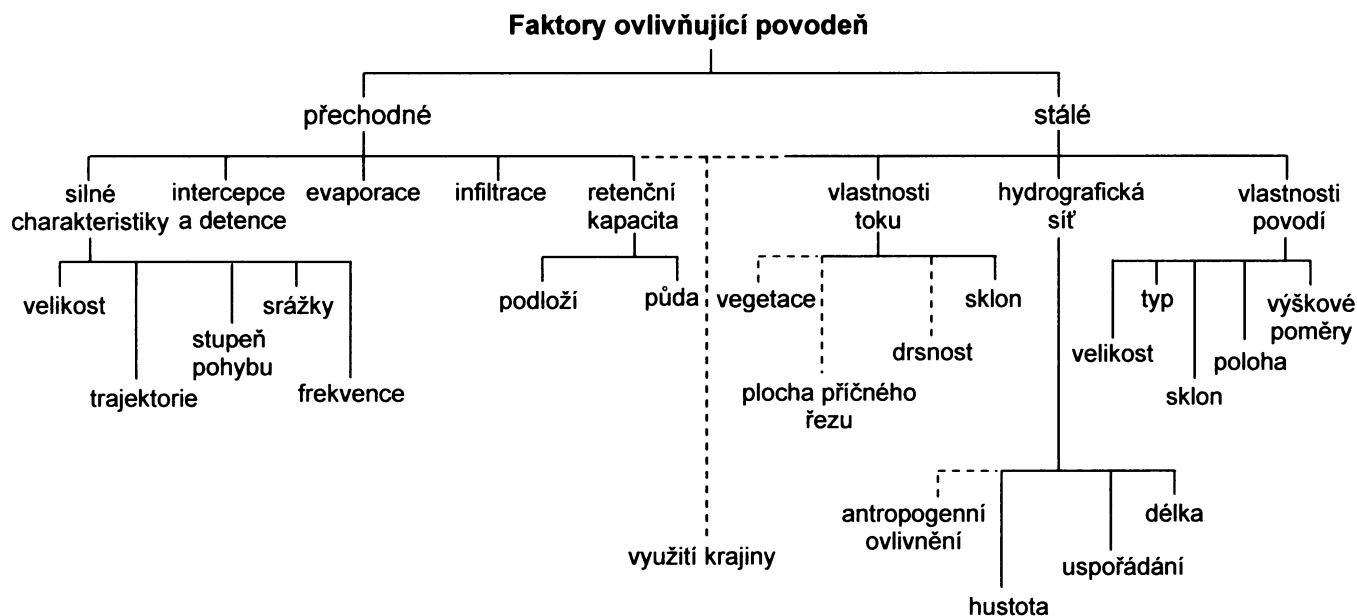 Faktory ovlivňující povodeň
přechodné
stálé
silné
charakteristiky
intercepce
a detence
evaporace
infiltrace
retenční
kapacita
vlastnosti
toku
hydrografická
síť
vlastnosti
povodí
velikost
trajektorie
stupeň
pohybu
srážky
frekvence
podloží
půda
vegetace
plocha příčného
řezu
drsnost
sklon
velikost
typ
sklon
poloha
výškové
poměry
využití krajiny
antropogenní
ovlivnění
hustota
uspořádání
délka